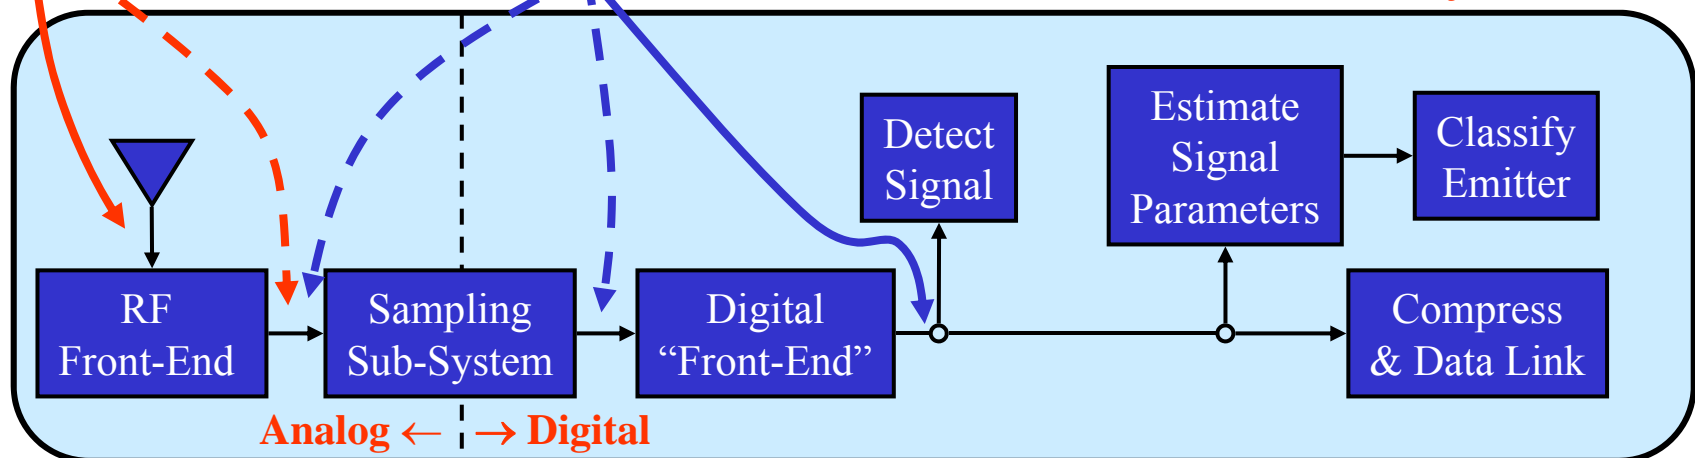 RF
Front-End
Sampling
Sub-System
Digital
“Front-End”
Detect
Signal
Estimate
Signal
Parameters
Classify
Emitter
Compress
& Data Link
Analog ← → Digital